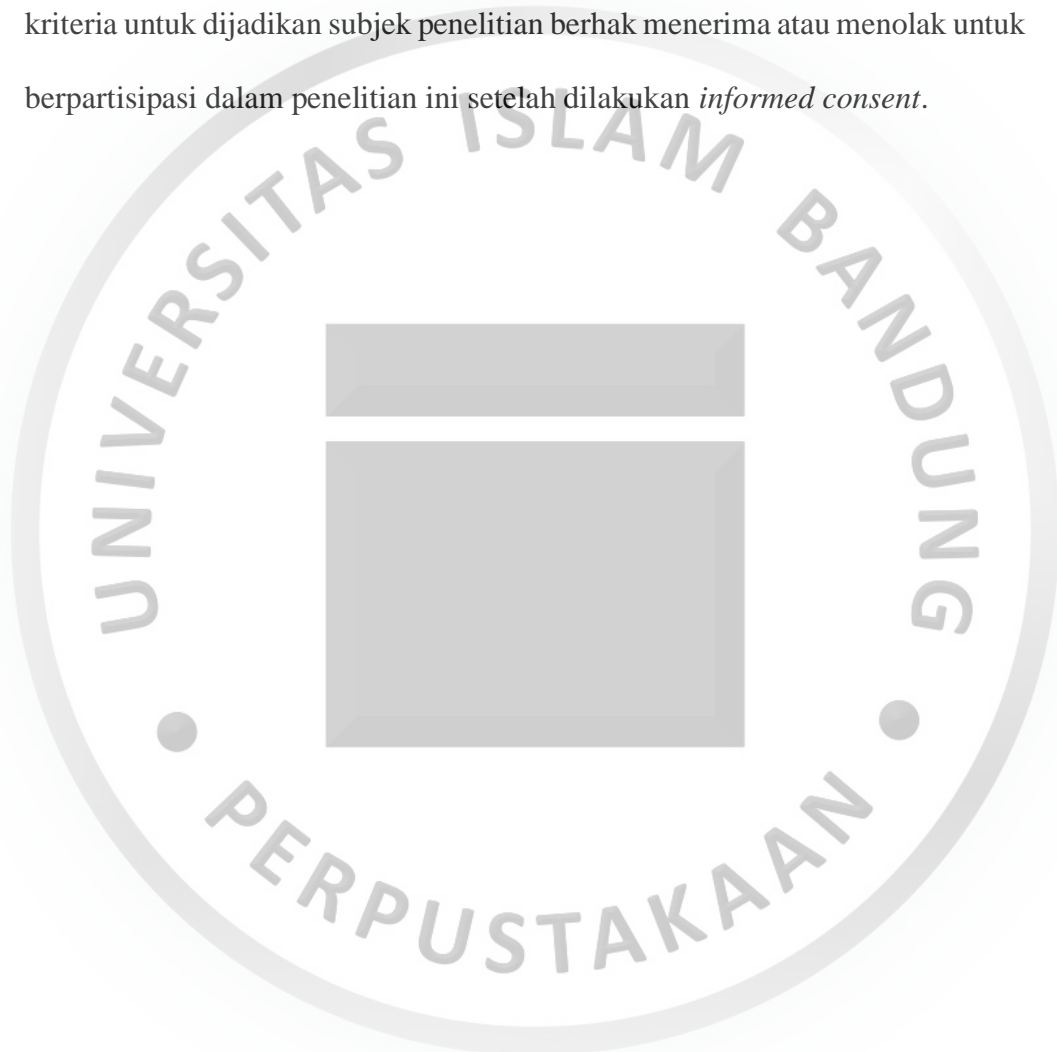 kriteria untuk dijadikan subjek penelitian berhak menerima atau menolak untuk
berpartisipasi dalam penelitian ini setelah dilakukan informed consent.
UNIVERSITAS ISLAM BANDUNG
PERPUSTAKAAN